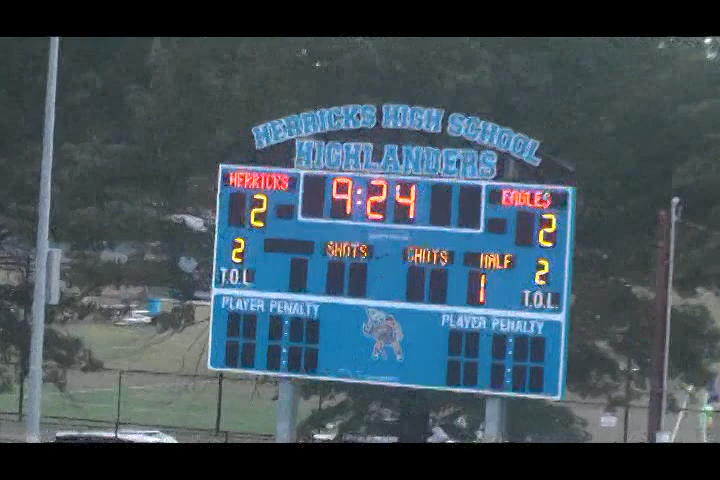 HERRICKS HIGH SCHOOL
HIGHLANDERS
HERRICKS 9:24 EAGLES
2 2
2 SHOTS SHOTS HALF 2
T.O.L 1 T.O.L.
PLAYER PENALTY PLAYER PENALTY